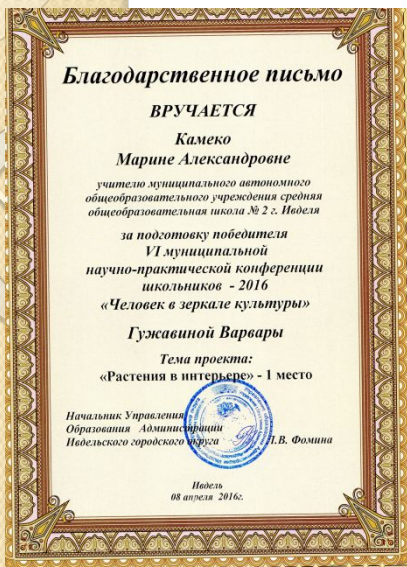 Благодарственное письмо
ВРУЧАЕТСЯ
Камеко
Марине Александровне
учителю муниципального автономного
общеобразовательного учреждения средняя
общеобразовательная школа № 2 г. Ивделя
за подготовку победителя
VI муниципальной
научно-практической конференции
школьников - 2016
«Человек в зеркале культуры»
Гужавиной Варвары
Тема проекта:
«Растения в интерьере» - 1 место
Начальник Управления
Образования Администрации
Ивдельского городского округа Л.В. Фомина
Ивдель
08 апреля 2016г.